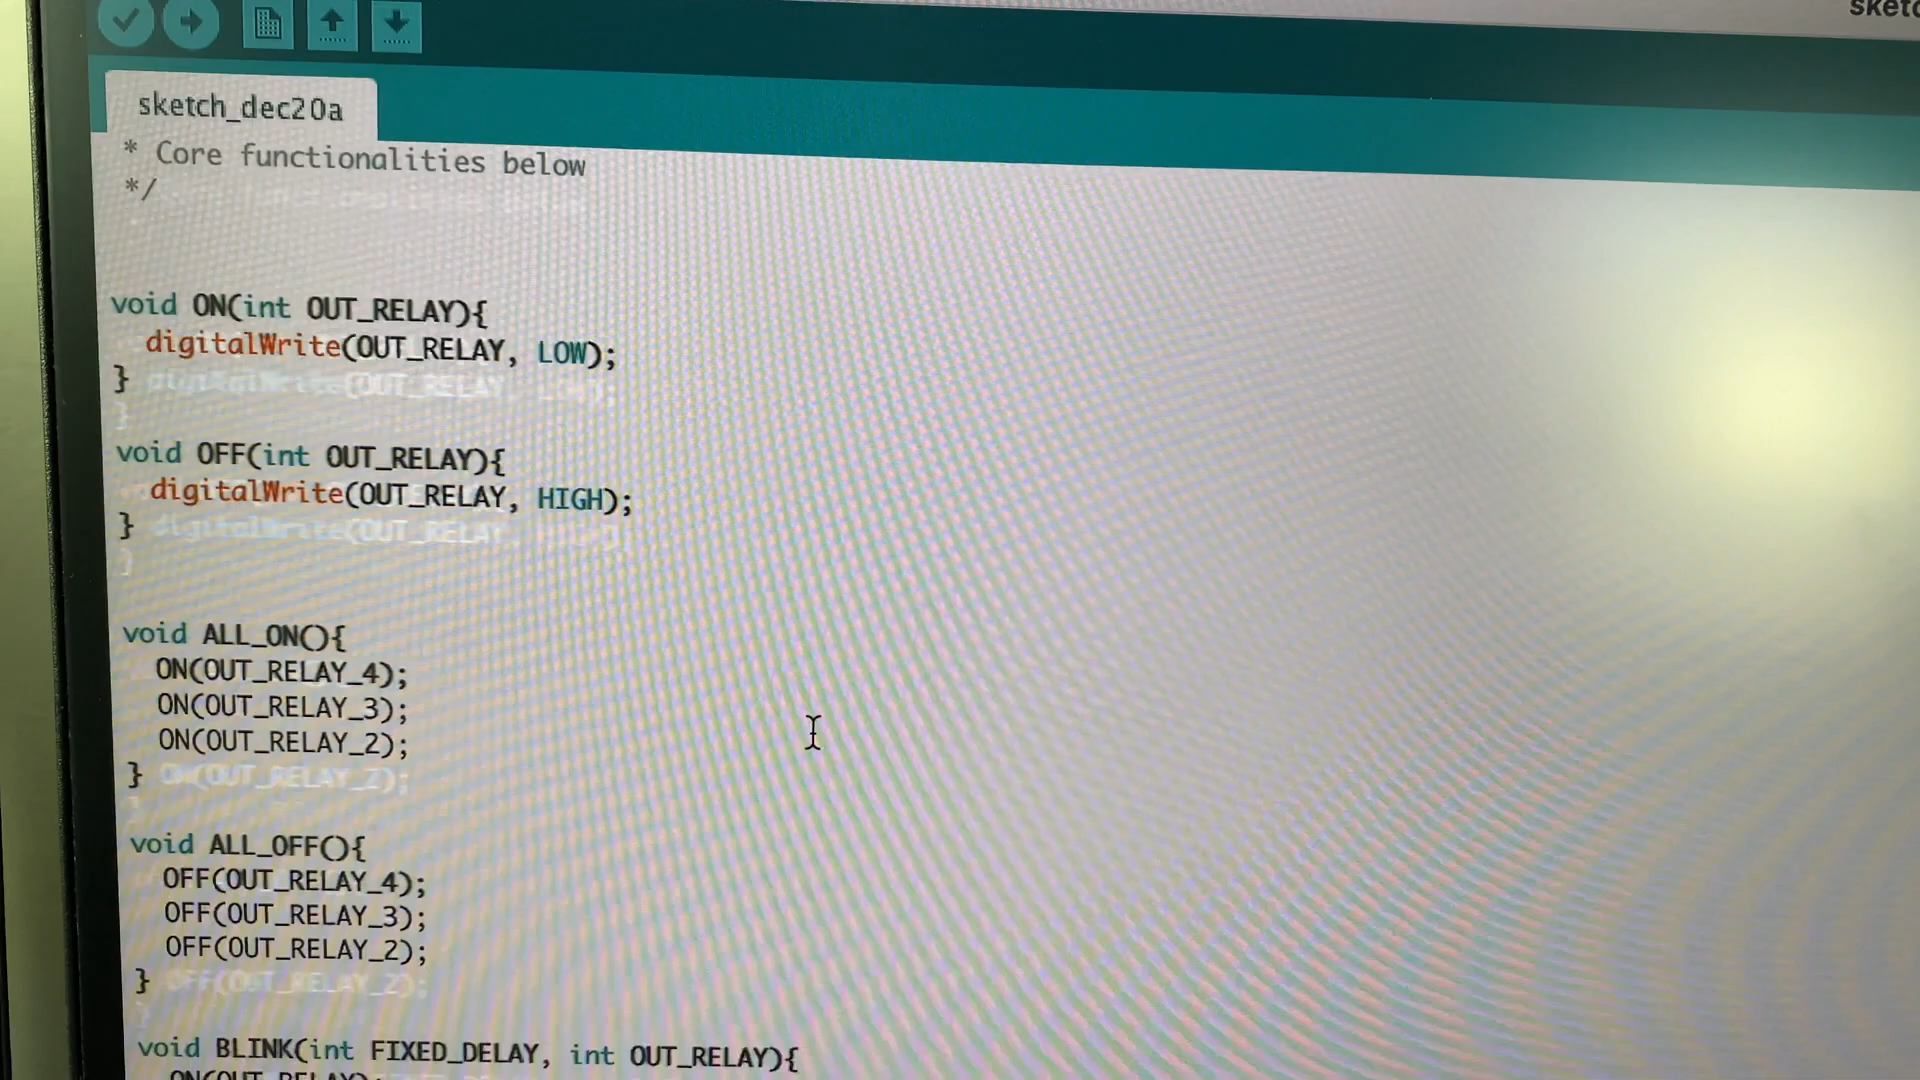 sketch_dec20a
* Core functionalities below
*/
void ON(int OUT_RELAY){
digitalWrite(OUT_RELAY, LOW);
}
void OFF(int OUT_RELAY){
digitalWrite(OUT_RELAY, HIGH);
}
void ALL_ON(){
ON(OUT_RELAY_4);
ON(OUT_RELAY_3);
ON(OUT_RELAY_2);
}
void ALL_OFF(){
OFF(OUT_RELAY_4);
OFF(OUT_RELAY_3);
OFF(OUT_RELAY_2);
}
void BLINK(int FIXED_DELAY, int OUT_RELAY){
ON(OUT_RELAY);